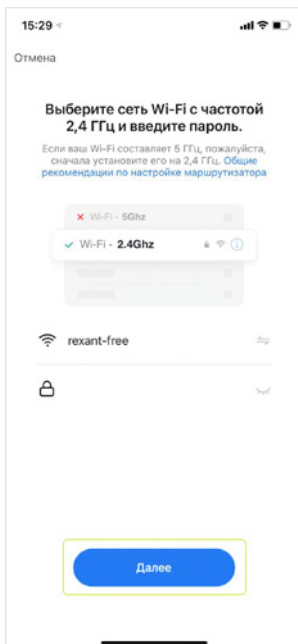 15:29
Отмена
Выберите сеть Wi-Fi с частотой
2,4 ГГц и введите пароль.
Если ваш Wi-Fi составляет 5 ГГц, пожалуйста,
сначала установите его на 2,4 ГГц. Общие
рекомендации по настройке маршрутизатора
Wi-Fi - 5Ghz
Wi-Fi - 2.4Ghz
rexant-free
Далее